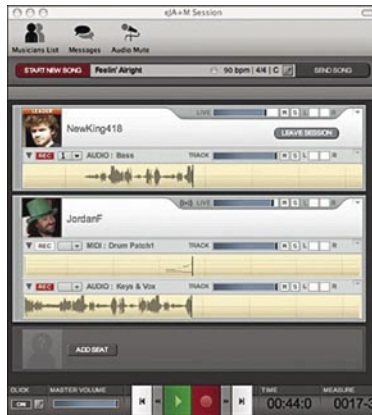 eJA+M Session
Musicians List Messages Audio Mute
START NEW SONG Feelin' Alright 90 bpm | 4/4 | C SEND SONG
LEADER LIVE M S L R
NewKing418 LEAVE SESSION
REC 1 AUDIO : Bass TRACK M S L R
LIVE M S L R
JordanF
REC MIDI : Drum Patch1 TRACK M S L R
REC AUDIO : Keys & Vox TRACK M S L R
ADD SEAT
CLICK MASTER VOLUME TIME MEASURE
ON 00:44:0 0017-3